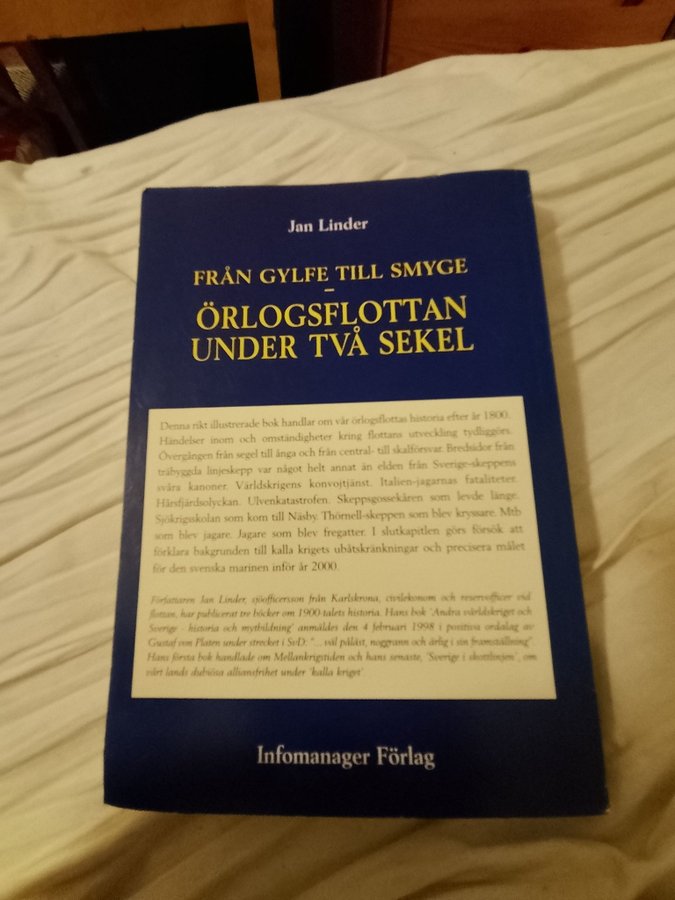 Jan Linder
FRÅN GYLFE TILL SMYGE
–
ÖRLOGSFLOTTAN
UNDER TVÅ SEKEL
Denna rikt illustrerade bok handlar om vår örlogsflottas historia efter år 1800.
Händelser inom och omständigheter kring flottans utveckling tydliggörs.
Övergången från segel till ånga och från central- till skalförsvar. Bredsidor från
träbyggda linjeskepp var något helt annat än elden från Sverige-skeppens
svåra kanoner. Världskrigens konvojtjänst. Italien-jagarnas fataliteter.
Hårsfjärdsolyckan. Ulvenkatastrofen. Skeppsgossekåren som levde länge.
Sjökrigsskolan som kom till Näsby. Thörnell-skeppen som blev kryssare. Mtb
som blev jagare. Jagare som blev fregatter. I slutkapitlen görs försök att
förklara bakgrunden till kalla krigets ubåtskränkningar och precisera målet
för den svenska marinen inför år 2000.
Författaren Jan Linder, sjöofficersson från Karlskrona, civilekonom och reservofficer vid
flottan, har publicerat tre böcker om 1900-talets historia. Hans bok 'Andra världskriget och
Sverige - historia och mytbildning' anmäldes den 4 februari 1998 i positiva ordalag av
Gustaf von Platen under strecket i SvD: "... väl påläst, noggrann och ärlig i sin framställning"
Hans första bok handlade om Mellankrigstiden och hans senaste, 'Sverige i skottlinjen', om
vårt lands dubiösa alliansfrihet under 'kalla kriget'.
Infomanager Förlag